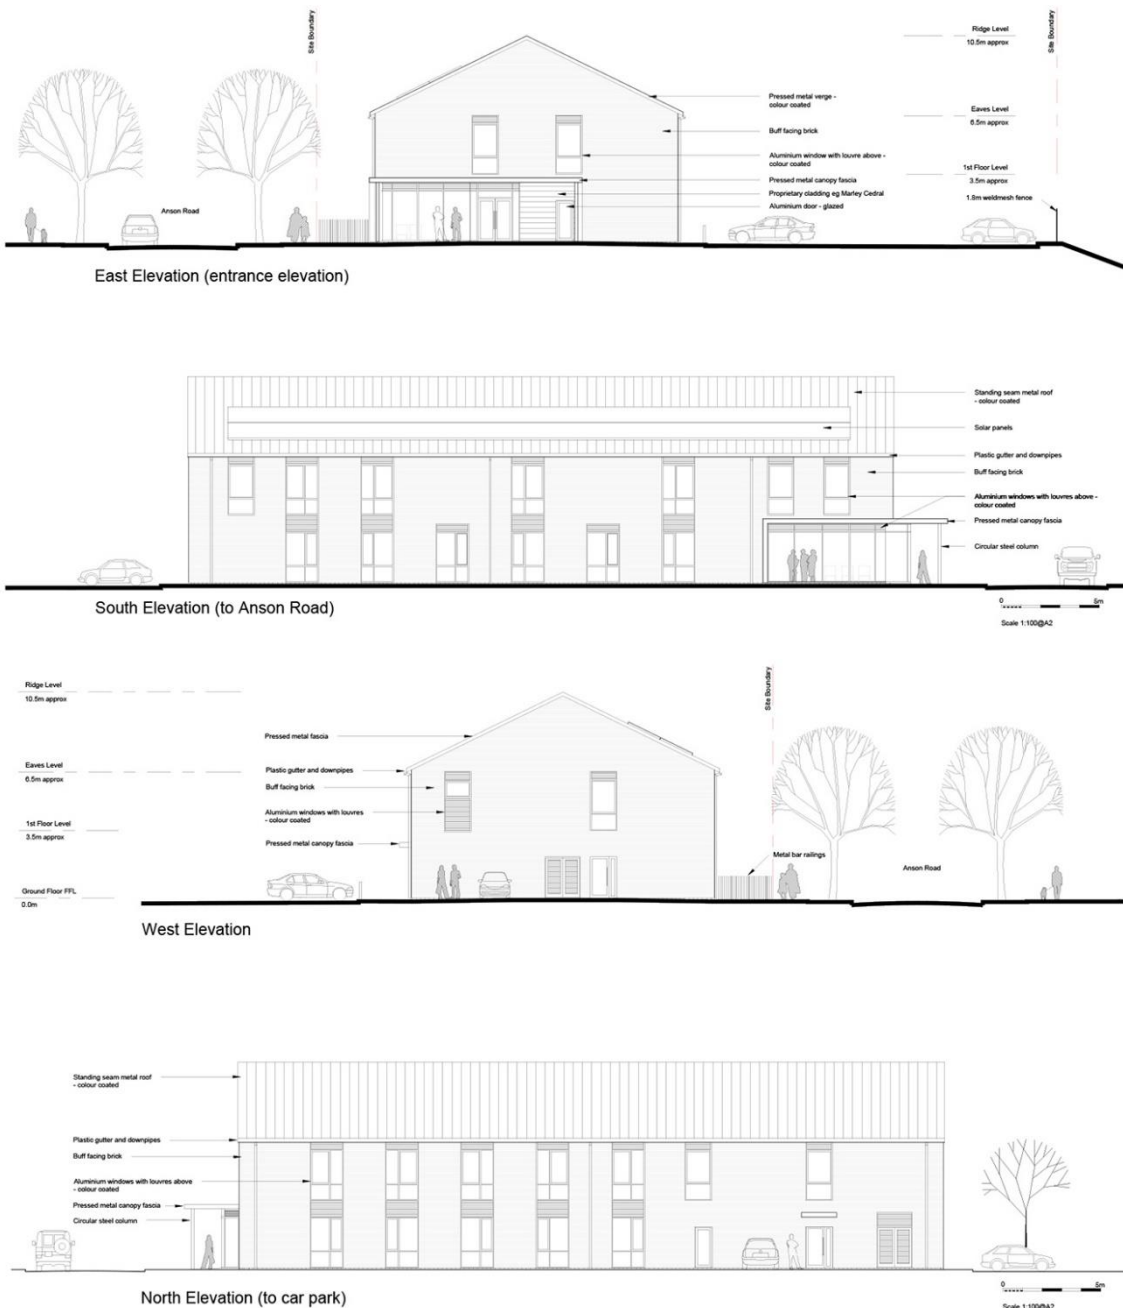 Site Boundary
Ridge Level
10.5m approx
Site Boundary
Pressed metal verge -
colour coated
Eaves Level
6.5m approx
Buff facing brick
Aluminium window with louvre above -
colour coated
1st Floor Level
3.5m approx
Pressed metal canopy fascia
Proprietary cladding eg Marley Cedral
1.8m weldmesh fence
Aluminium door - glazed
Anson Road
East Elevation (entrance elevation)
Standing seam metal roof
- colour coated
Solar panels
Plastic gutter and downpipes
Buff facing brick
Aluminium windows with louvres above -
colour coated
Pressed metal canopy fascia
Circular steel column
South Elevation (to Anson Road)
0 5m
Scale 1:100@A2
Ridge Level
10.5m approx
Site Boundary
Pressed metal fascia
Eaves Level
6.5m approx
Plastic gutter and downpipes
Buff facing brick
Aluminium windows with louvres
- colour coated
1st Floor Level
3.5m approx
Pressed metal canopy fascia
Metal bar railings
Anson Road
Ground Floor FFL
0.0m
West Elevation
Standing seam metal roof
- colour coated
Plastic gutter and downpipes
Buff facing brick
Aluminium windows with louvres above
- colour coated
Pressed metal canopy fascia
Circular steel column
North Elevation (to car park)
0 5m
Scale 1:100@A2